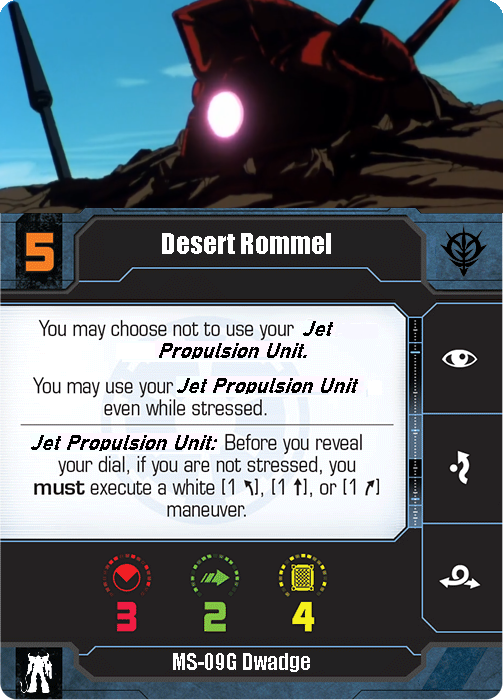 5
Desert Rommel
You may choose not to use your Jet
Propulsion Unit.
You may use your Jet Propulsion Unit
even while stressed.
Jet Propulsion Unit: Before you reveal
your dial, if you are not stressed, you
must execute a white [1 ↰], [1 ↑], or [1 ↱]
maneuver.
3 2 4
MS-09G Dwadge